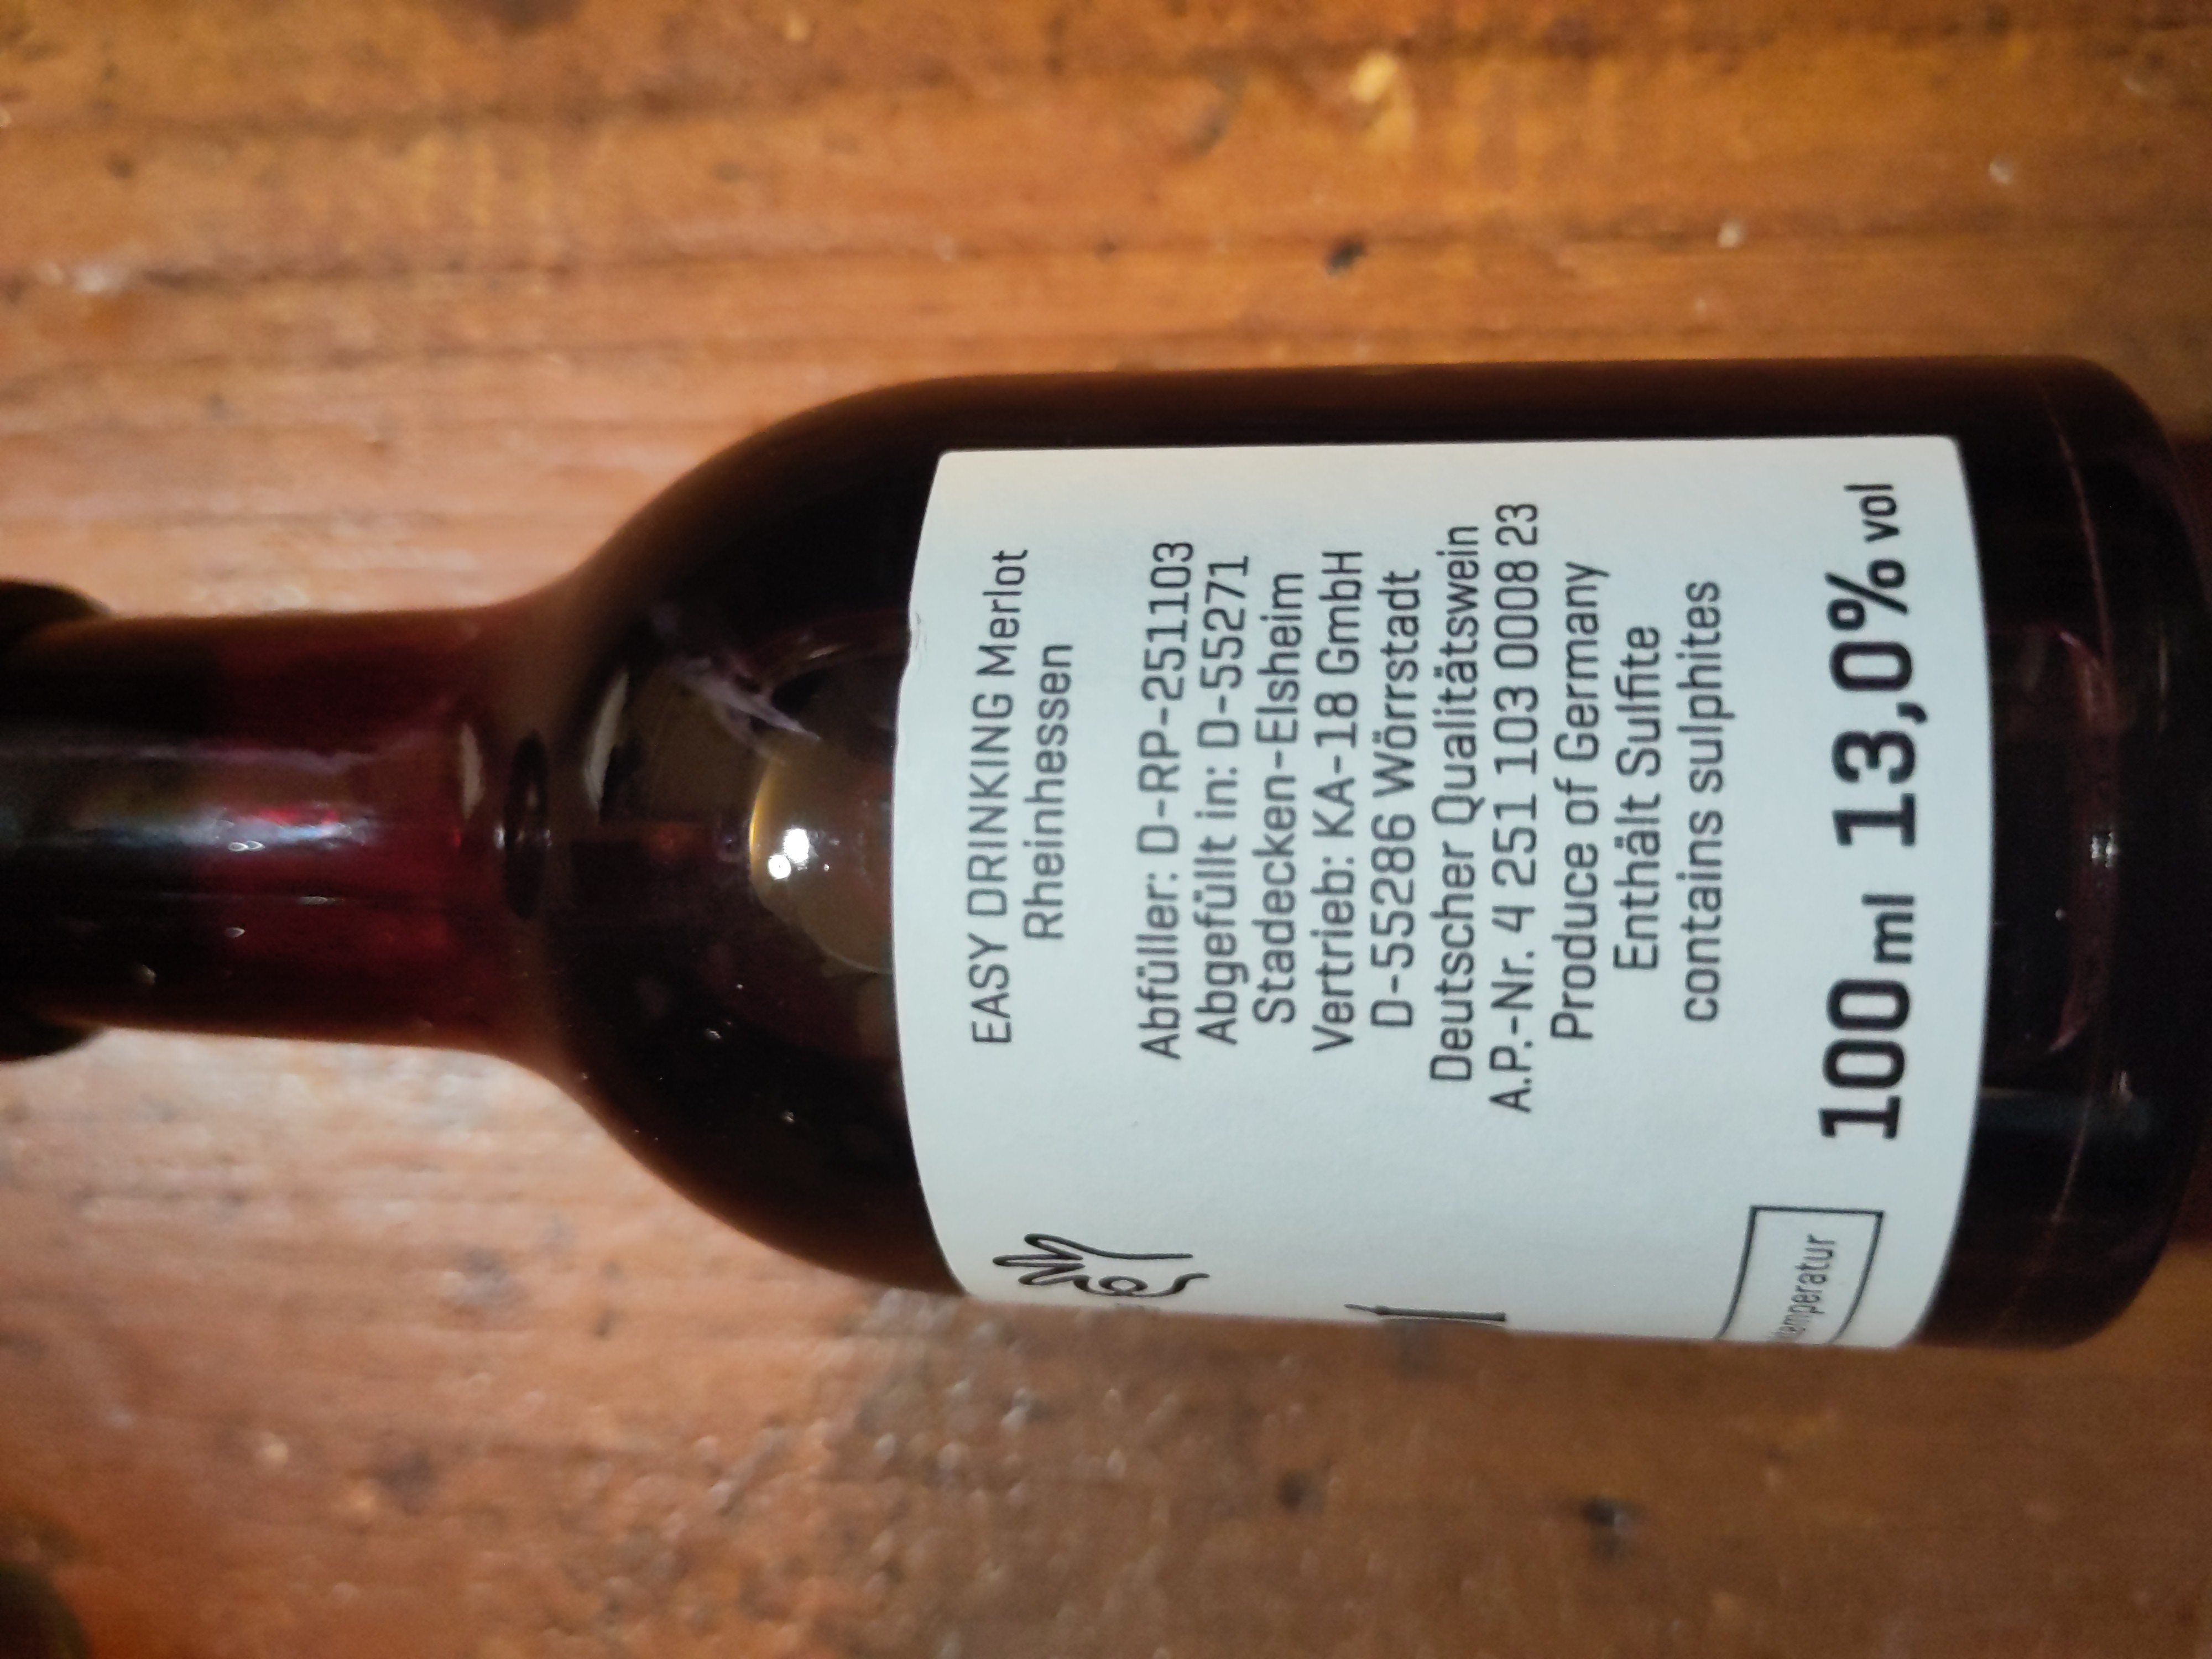 EASY DRINKING Merlot
Rheinhessen
Abfüller: D-RP-251103
Abgefüllt in: D-55271
Stadecken-Elsheim
Vertrieb: KA-18 GmbH
D-55286 Wörrstadt
Deutscher Qualitätswein
A.P.-Nr. 4 251 103 0008 23
Produce of Germany
Enthält Sulfite
contains sulphites
100 ml 13,0% vol